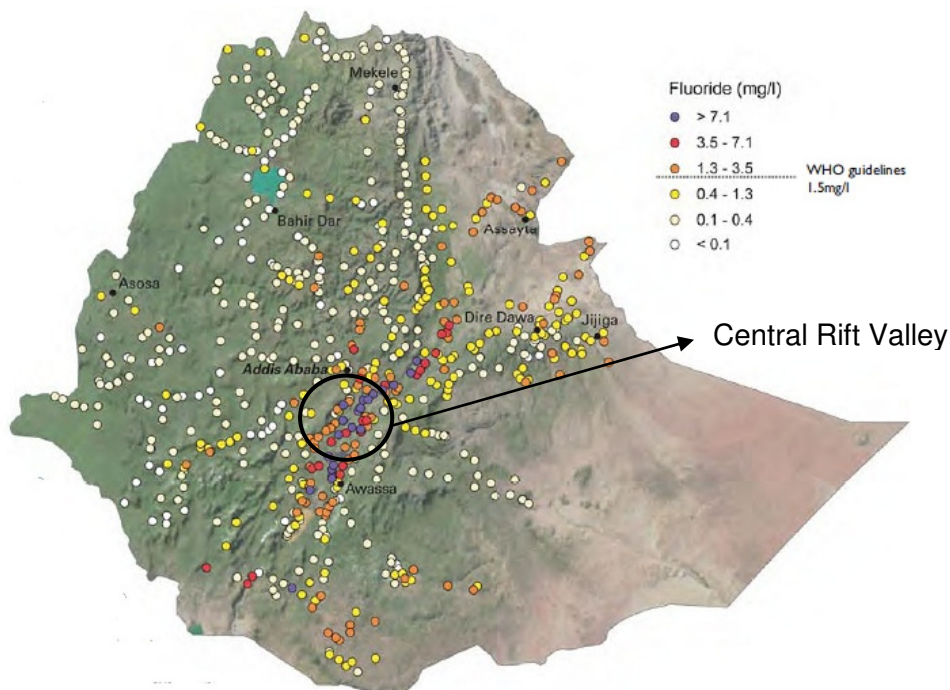 Mekele
Fluoride (mg/l)
> 7.1
3.5 - 7.1
1.3 - 3.5
WHO guidelines
1.5mg/l
0.4 - 1.3
0.1 - 0.4
< 0.1
Bahir Dar
Assayta
Asosa
Dire Dawa
Jijiga
Central Rift Valley
Addis Ababa
Awassa